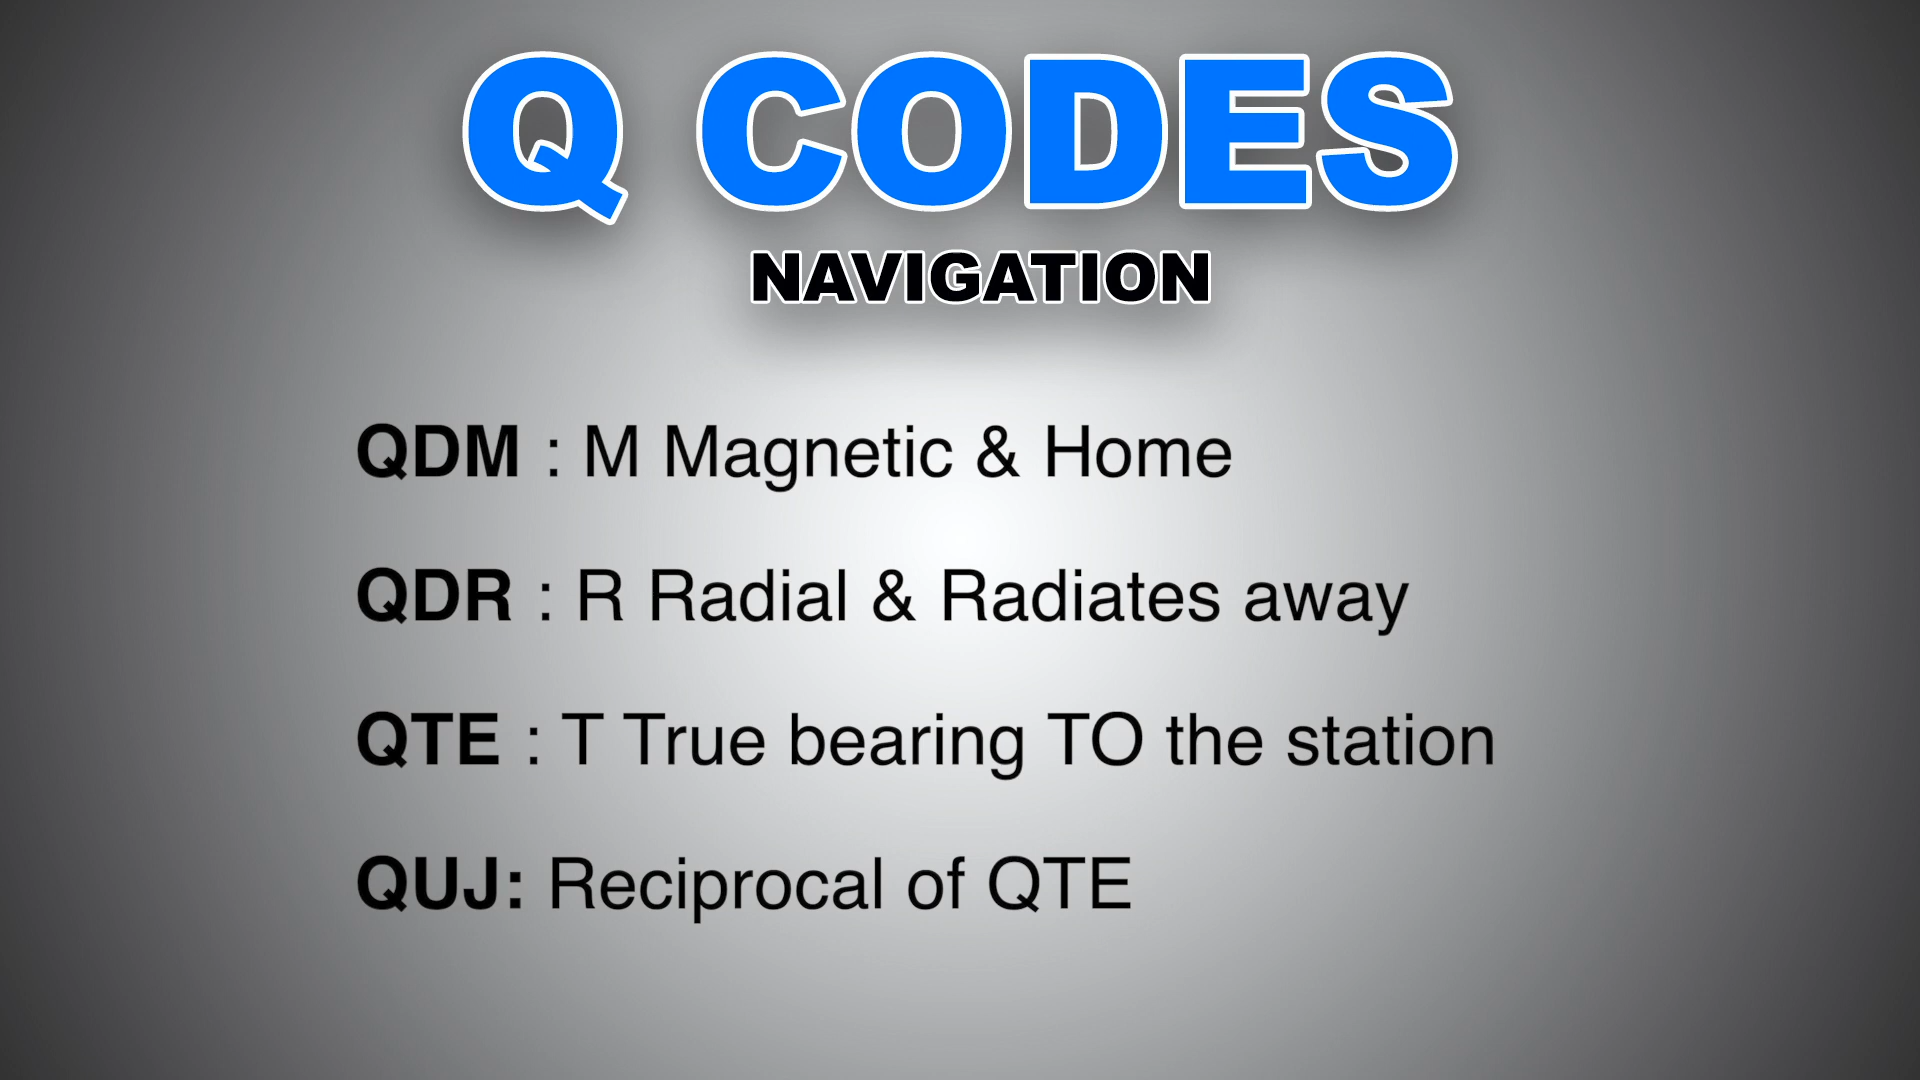 Q CODES
NAVIGATION
QDM : M Magnetic & Home
QDR : R Radial & Radiates away
QTE : T True bearing TO the station
QUJ: Reciprocal of QTE